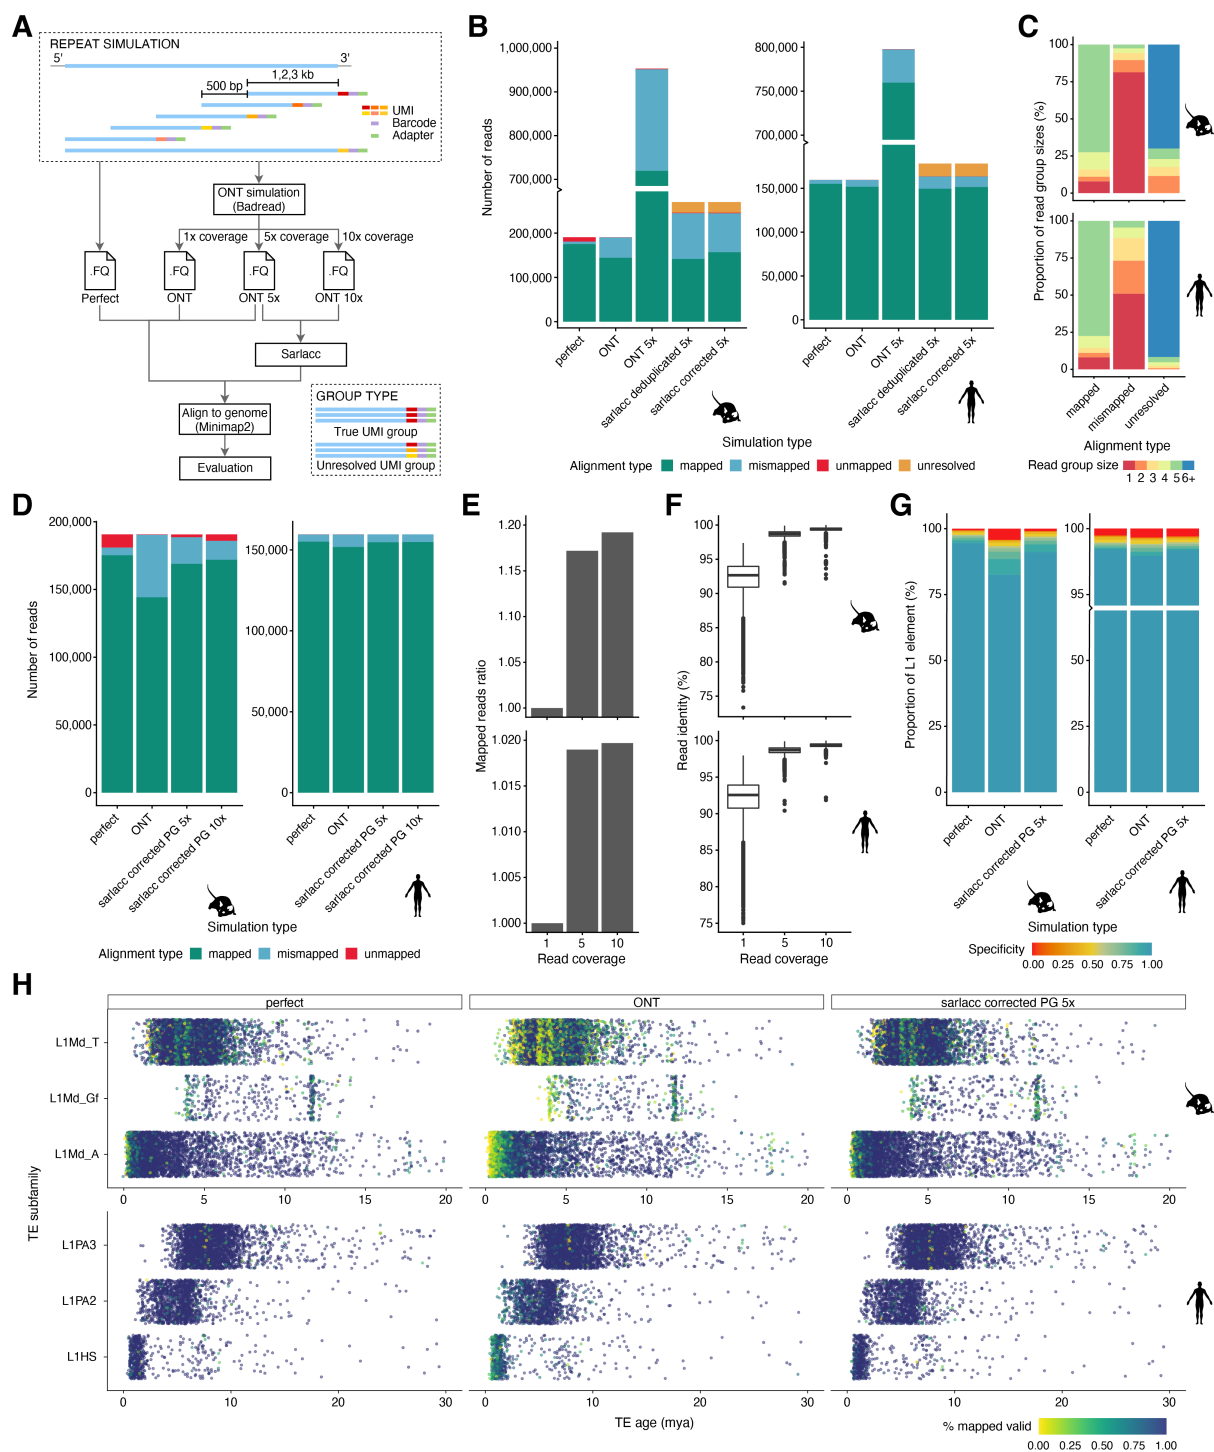 A
REPEAT SIMULATION
5'
3'
1,2,3 kb
500 bp
UMI
Barcode
Adapter
ONT simulation
(Badread)
1x coverage
5x coverage
10x coverage
.FQ
.FQ
.FQ
.FQ
Perfect
ONT
ONT 5x
ONT 10x
Sarlacc
Align to genome
(Minimap2)
Evaluation
GROUP TYPE
True UMI group
Unresolved UMI group
B
Number of reads
1,000,000
900,000
800,000
700,000
200,000
100,000
0
perfect
ONT
ONT 5x
sarlacc deduplicated 5x
sarlacc corrected 5x
800,000
750,000
700,000
150,000
100,000
50,000
0
perfect
ONT
ONT 5x
sarlacc deduplicated 5x
sarlacc corrected 5x
Simulation type
Alignment type
mapped
mismapped
unmapped
unresolved
C
Proportion of read group sizes (%)
100
75
50
25
0
100
75
50
25
0
mapped
mismapped
unresolved
Alignment type
Read group size
1 2 3 4 5 6+
D
Number of reads
200,000
150,000
100,000
50,000
0
perfect
ONT
sarlacc corrected PG 5x
sarlacc corrected PG 10x
150,000
100,000
50,000
0
perfect
ONT
sarlacc corrected PG 5x
sarlacc corrected PG 10x
Simulation type
Alignment type
mapped
mismapped
unmapped
E
Mapped reads ratio
1.20
1.15
1.10
1.05
1.00
1.020
1.015
1.010
1.005
1.000
1 5 10
Read coverage
F
Read identity (%)
100
95
90
85
80
75
100
95
90
85
80
75
1 5 10
Read coverage
G
Proportion of L1 element (%)
100
75
50
25
0
perfect
ONT
sarlacc corrected PG 5x
100
95
50
25
0
perfect
ONT
sarlacc corrected PG 5x
Simulation type
Specificity
0.00 0.25 0.50 0.75 1.00
H
perfect
ONT
sarlacc corrected PG 5x
TE subfamily
L1Md_T
L1Md_Gf
L1Md_A
0 5 10 15 20
0 5 10 15 20
0 5 10 15 20
L1PA3
L1PA2
L1HS
0 10 20 30
0 10 20 30
0 10 20 30
TE age (mya)
% mapped valid
0.00 0.25 0.50 0.75 1.00